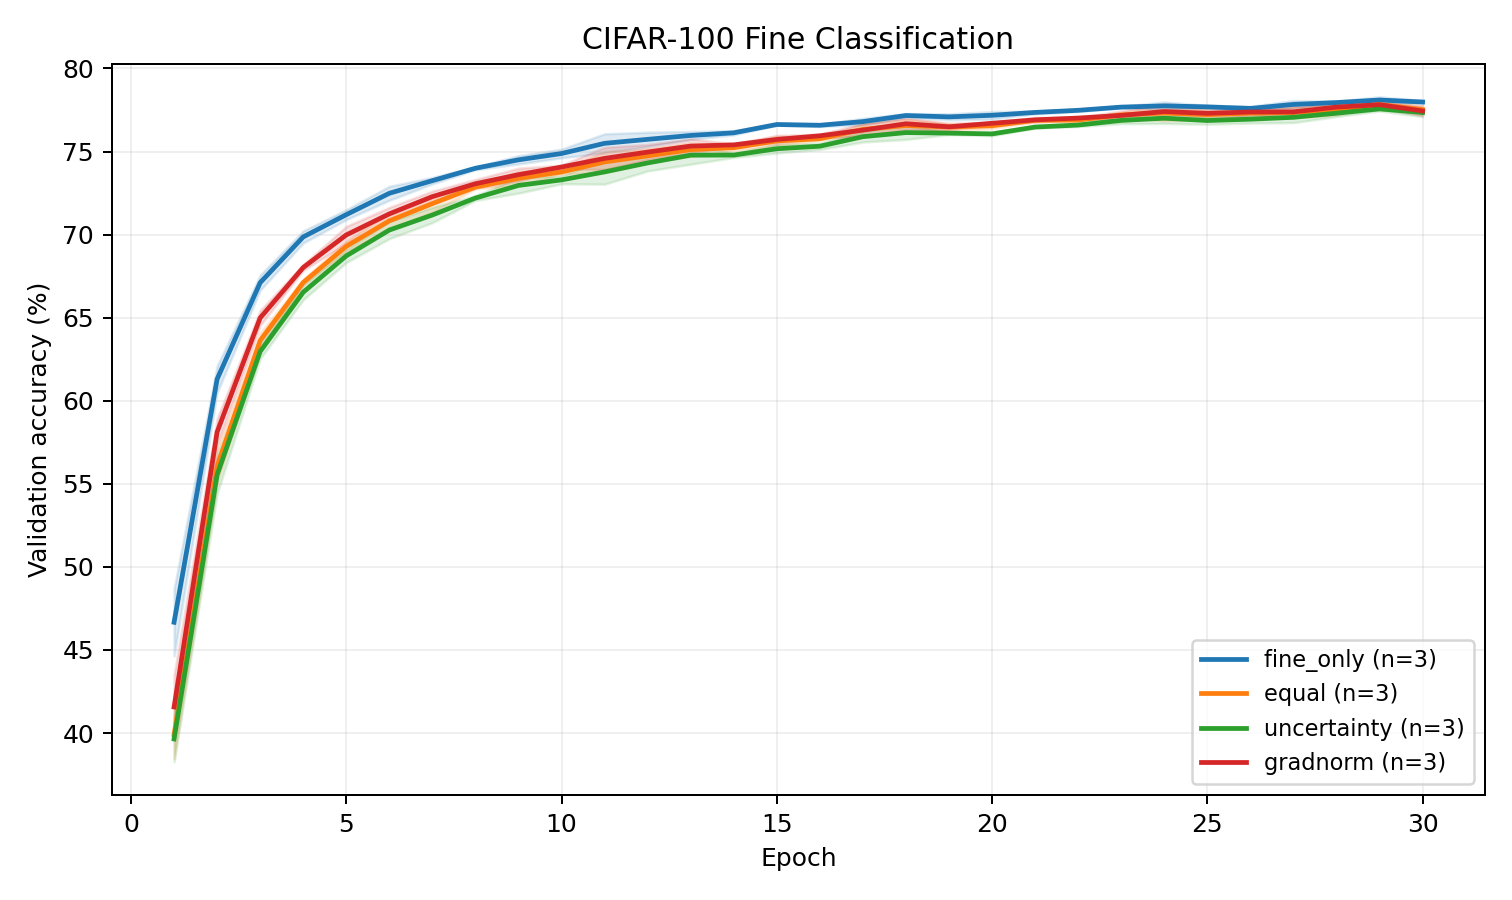 CIFAR-100 Fine Classification
Validation accuracy (%)
80
75
70
65
60
55
50
45
40
fine_only (n=3)
equal (n=3)
uncertainty (n=3)
gradnorm (n=3)
0 5 10 15 20 25 30
Epoch